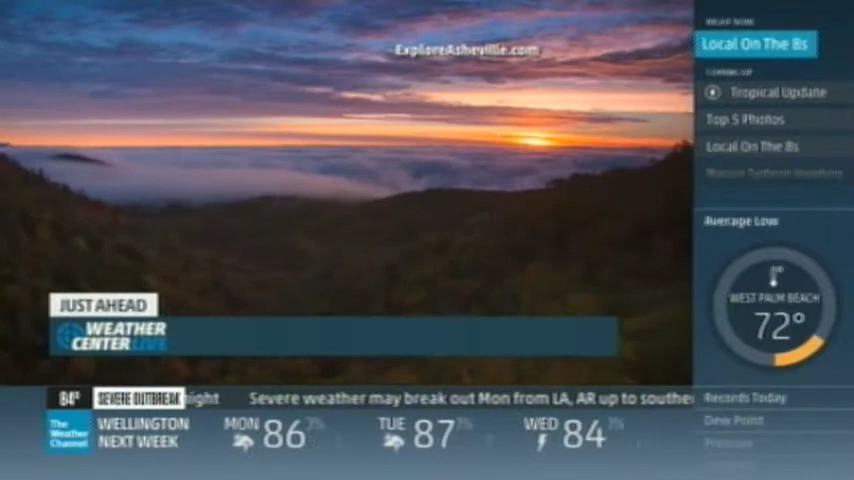 ExploreAsheville.com
RIGHT NOW
Local On The 8s
COMING UP
Tropical Update
Top 5 Photos
Local On The 8s
Average Low
WEST PALM BEACH
72°
JUST AHEAD
WEATHER
CENTER LIVE
84°
SEVERE OUTBREAK
night Severe weather may break out Mon from LA, AR up to southe
Records Today
The
Weather
Channel
WELLINGTON
NEXT WEEK
MON 86
TUE 87
WED 84
Dew Point
Pressure